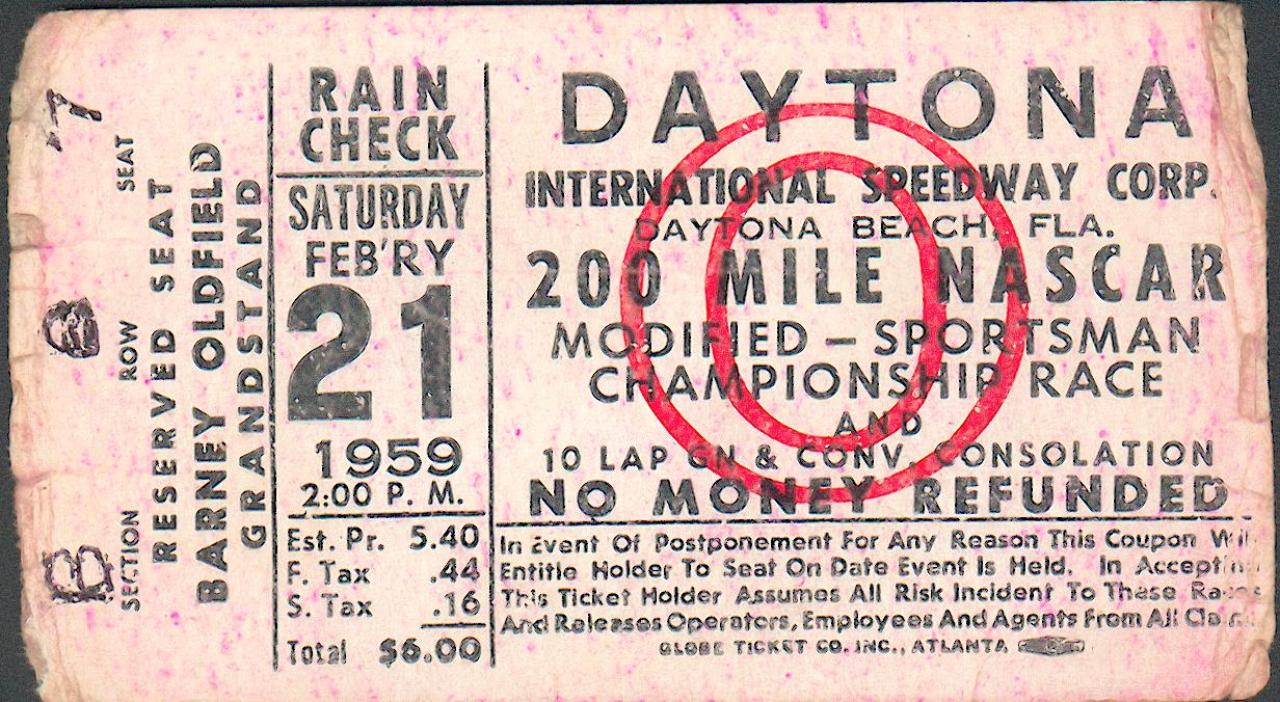 7
SEAT
ROW
B
SECTION
RESERVED SEAT
BARNEY OLDFIELD
GRANDSTAND
RAIN
CHECK
SATURDAY
FEB'RY
21
1959
2:00 P. M.
Est. Pr. 5.40
F. Tax .44
S. Tax .16
Total $6.00
DAYTONA
INTERNATIONAL SPEEDWAY CORP.
DAYTONA BEACH, FLA.
200 MILE NASCAR
MODIFIED — SPORTSMAN
CHAMPIONSHIP RACE
AND
10 LAP GN & CONV. CONSOLATION
NO MONEY REFUNDED
In Event Of Postponement For Any Reason This Coupon Will
Entitle Holder To Seat On Date Event Is Held. In Accepting
This Ticket Holder Assumes All Risk Incident To These Races
And Releases Operators, Employees And Agents From All Claims
GLOBE TICKET CO. INC., ATLANTA